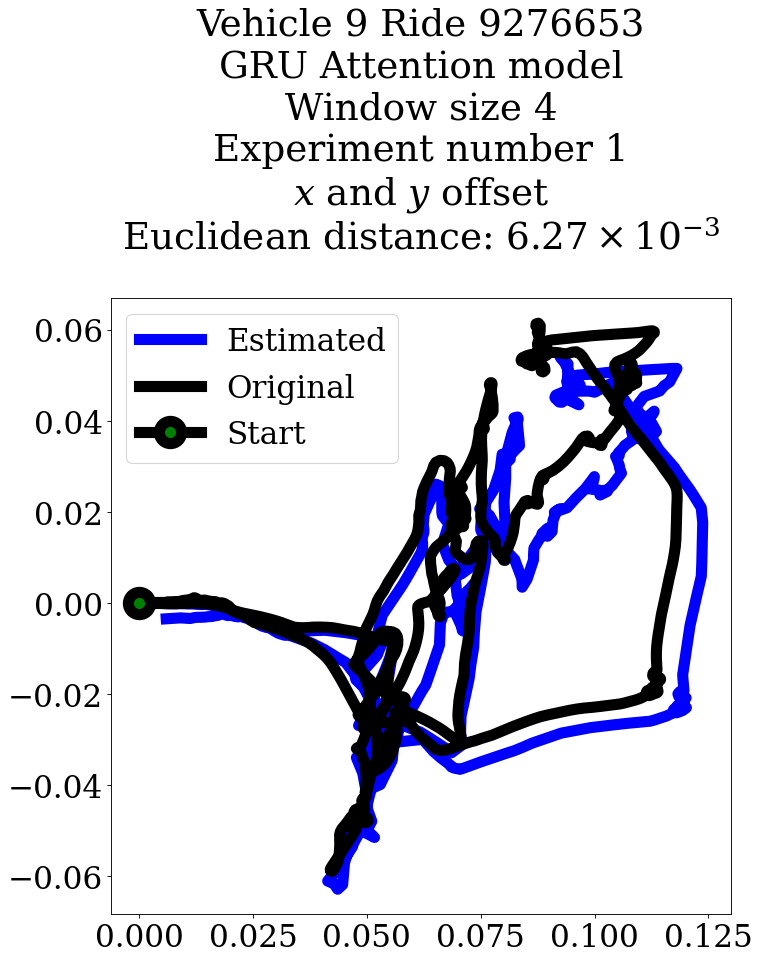 Vehicle 9 Ride 9276653
GRU Attention model
Window size 4
Experiment number 1
x and y offset
Euclidean distance: 6.27 × 10⁻³
Estimated
Original
Start
0.06
0.04
0.02
0.00
−0.02
−0.04
−0.06
0.000 0.025 0.050 0.075 0.100 0.125